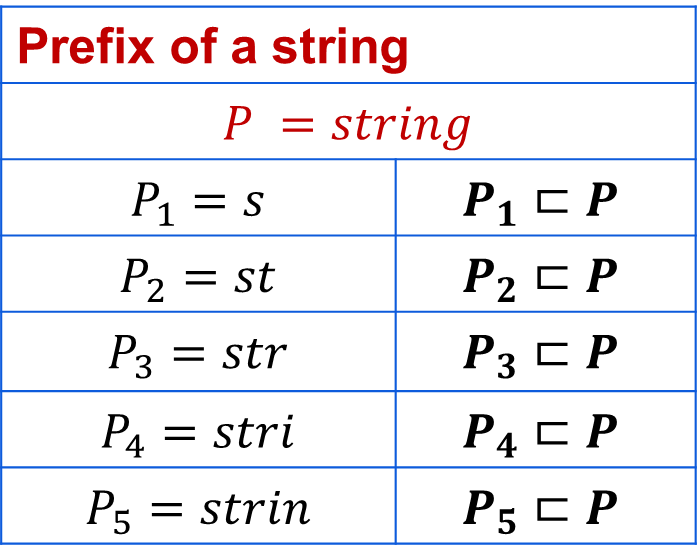 Prefix of a string
P = string
P₁ = s P₁ ⊏ P
P₂ = st P₂ ⊏ P
P₃ = str P₃ ⊏ P
P₄ = stri P₄ ⊏ P
P₅ = strin P₅ ⊏ P